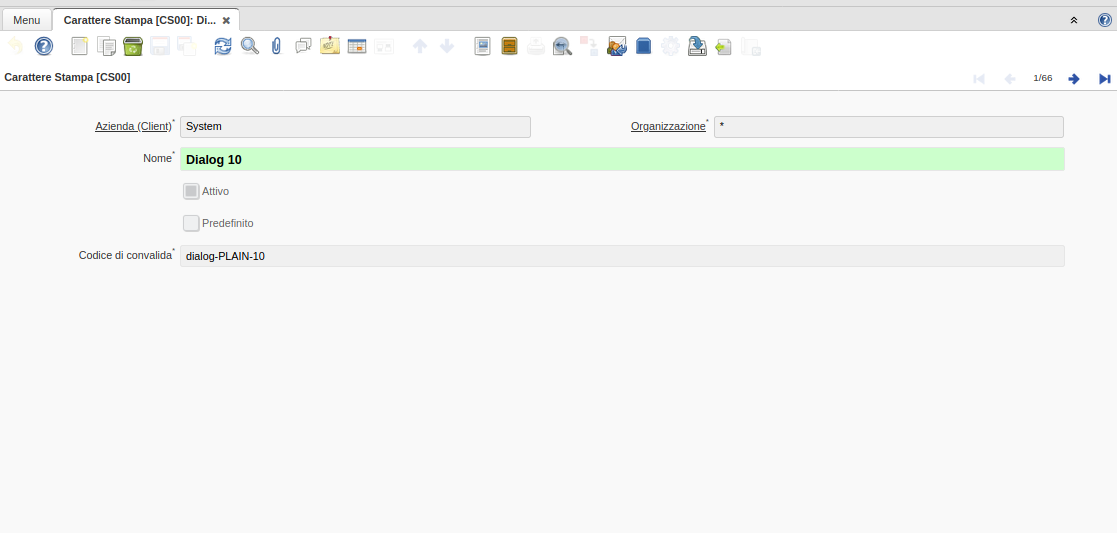 Menu
Carattere Stampa [CS00]: Di...
Carattere Stampa [CS00]
1/66
Azienda (Client)* System
Organizzazione* *
Nome* Dialog 10
Attivo
Predefinito
Codice di convalida* dialog-PLAIN-10